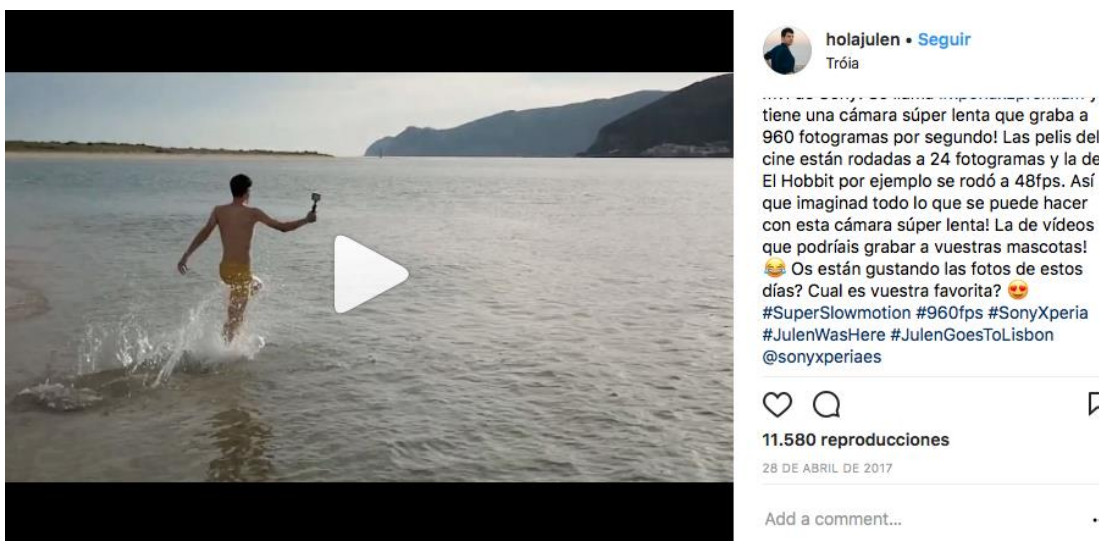 holajulen • Seguir
Tróia
tiene una cámara súper lenta que graba a
960 fotogramas por segundo! Las pelis del
cine están rodadas a 24 fotogramas y la de
El Hobbit por ejemplo se rodó a 48fps. Así
que imaginad todo lo que se puede hacer
con esta cámara súper lenta! La de vídeos
que podríais grabar a vuestras mascotas!
😂 Os están gustando las fotos de estos
días? Cual es vuestra favorita? 😍
#SuperSlowmotion #960fps #SonyXperia
#JulenWasHere #JulenGoesToLisbon
@sonyxperiaes
11.580 reproducciones
28 DE ABRIL DE 2017
Add a comment...